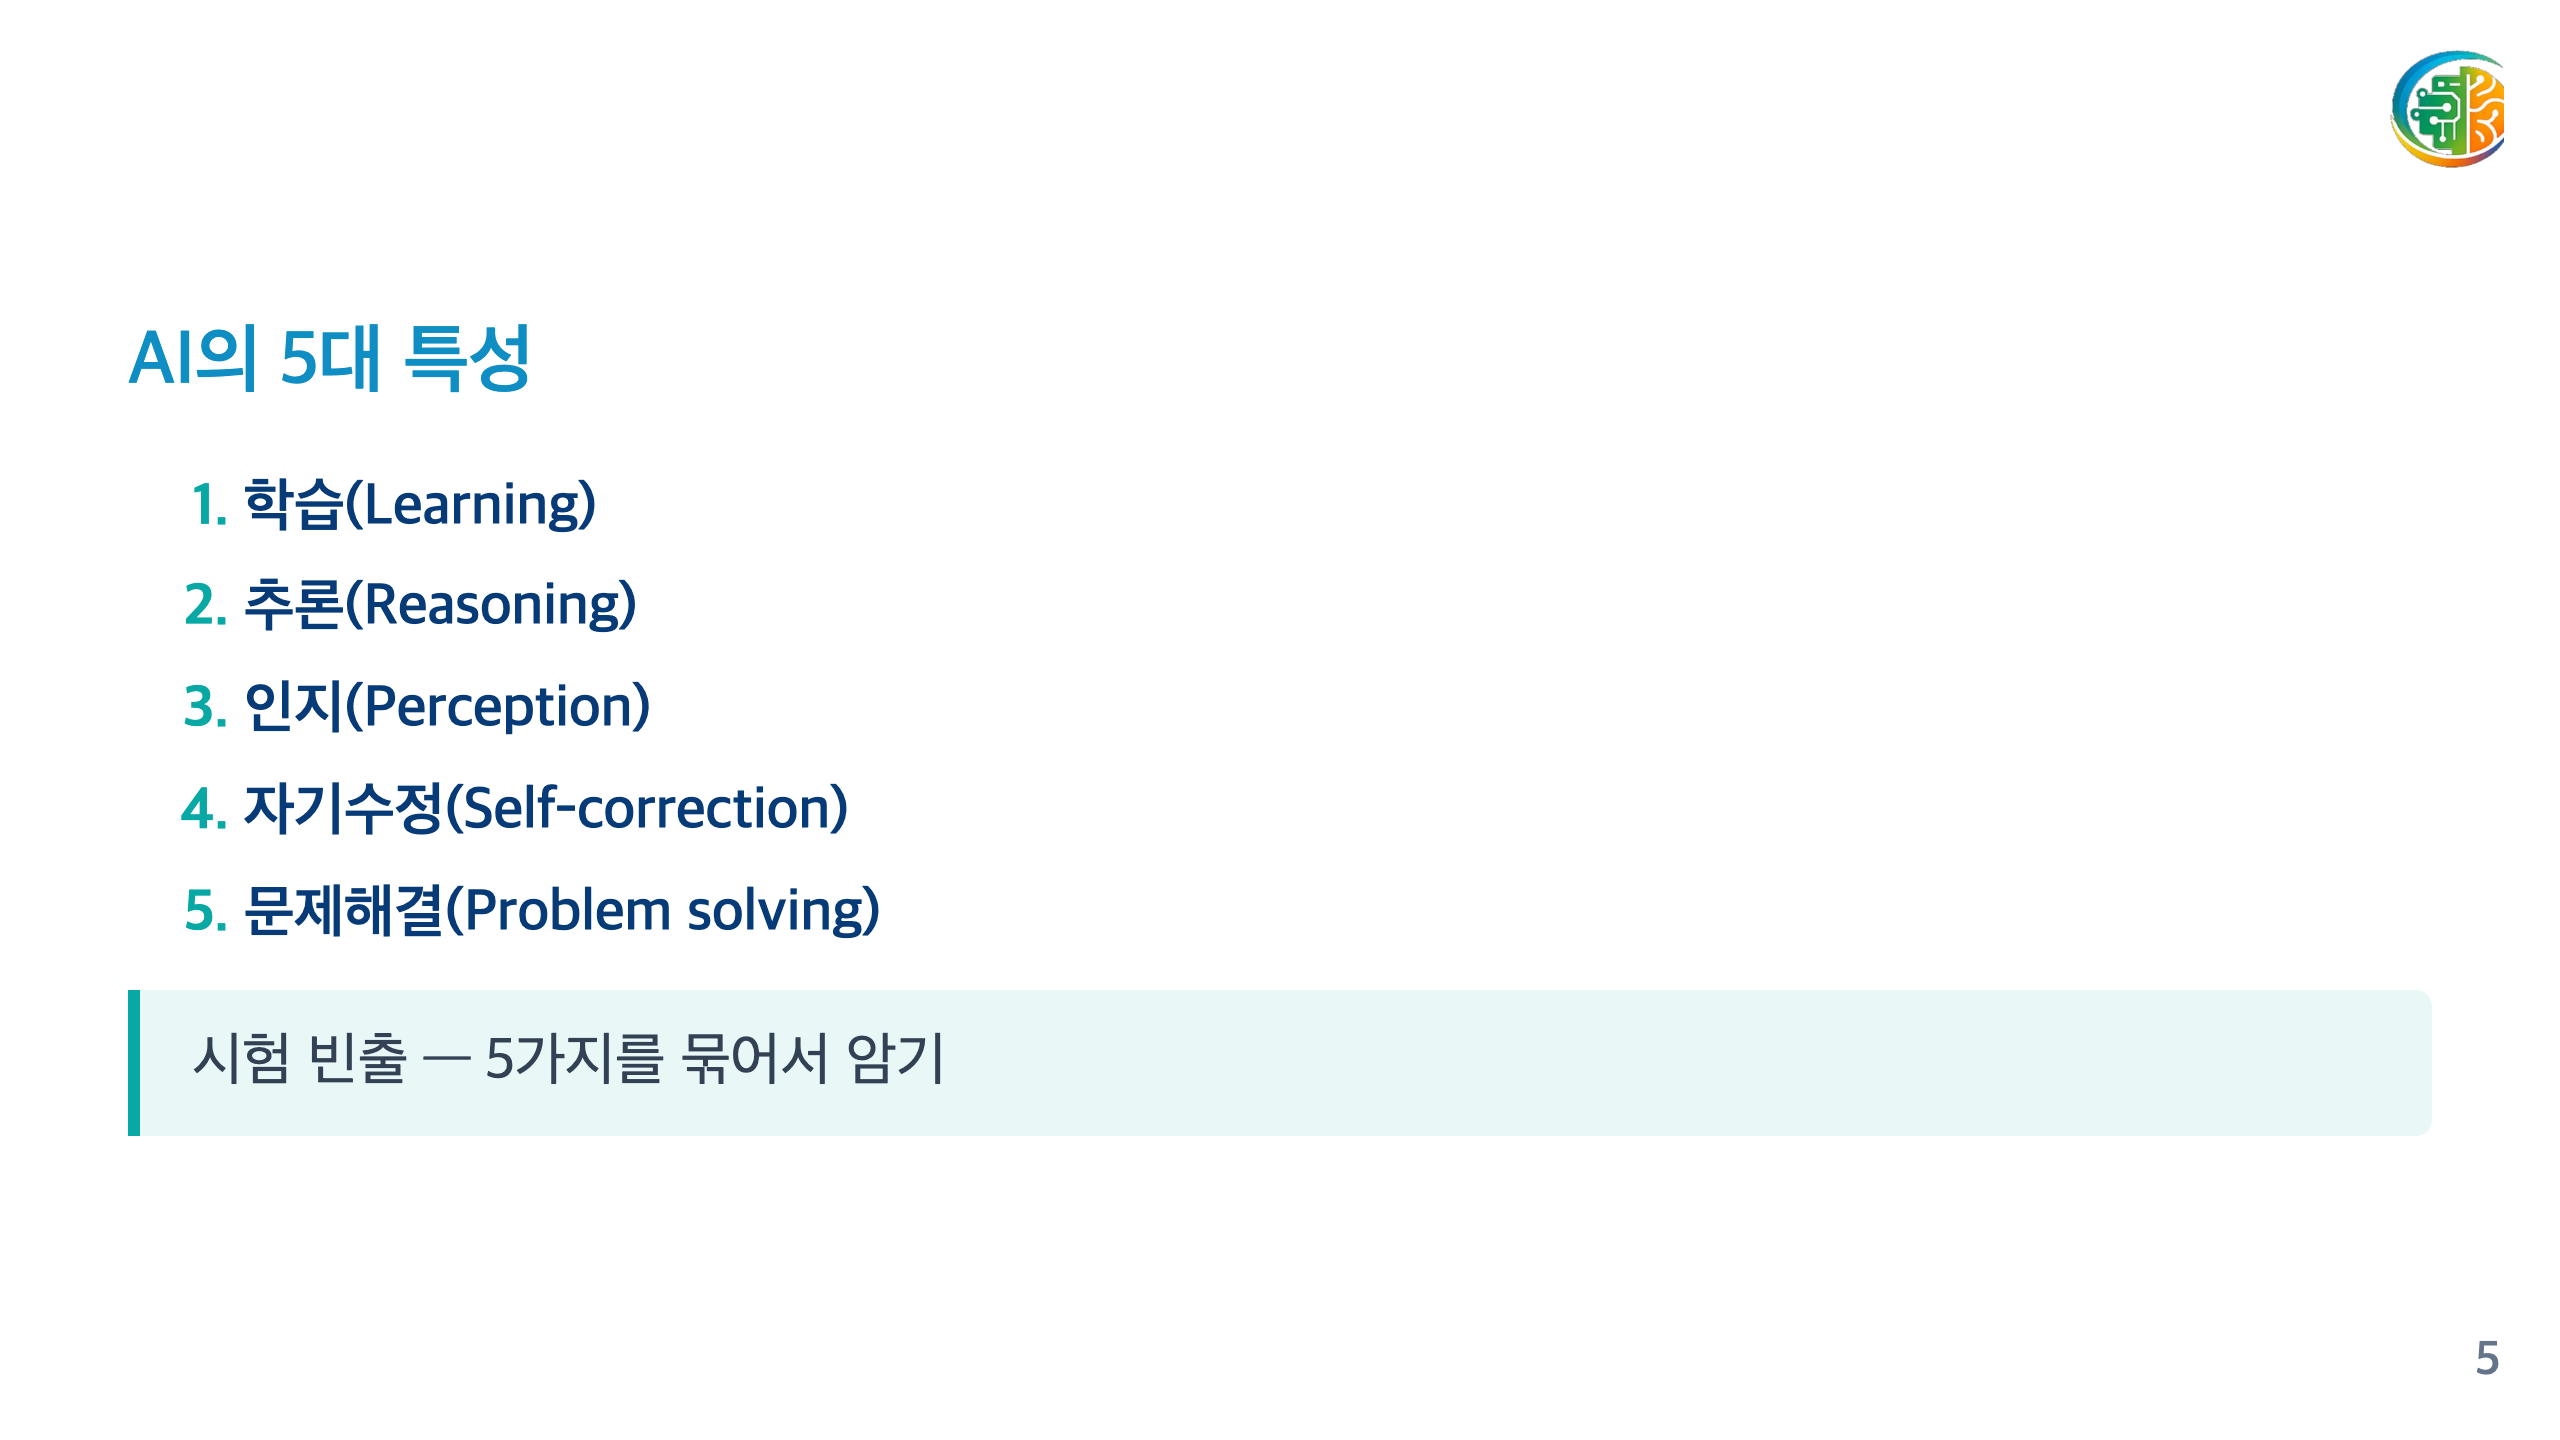 AI의 5대 특성
1. 학습(Learning)
2. 추론(Reasoning)
3. 인지(Perception)
4. 자기수정(Self-correction)
5. 문제해결(Problem solving)
시험 빈출 — 5가지를 묶어서 암기
5